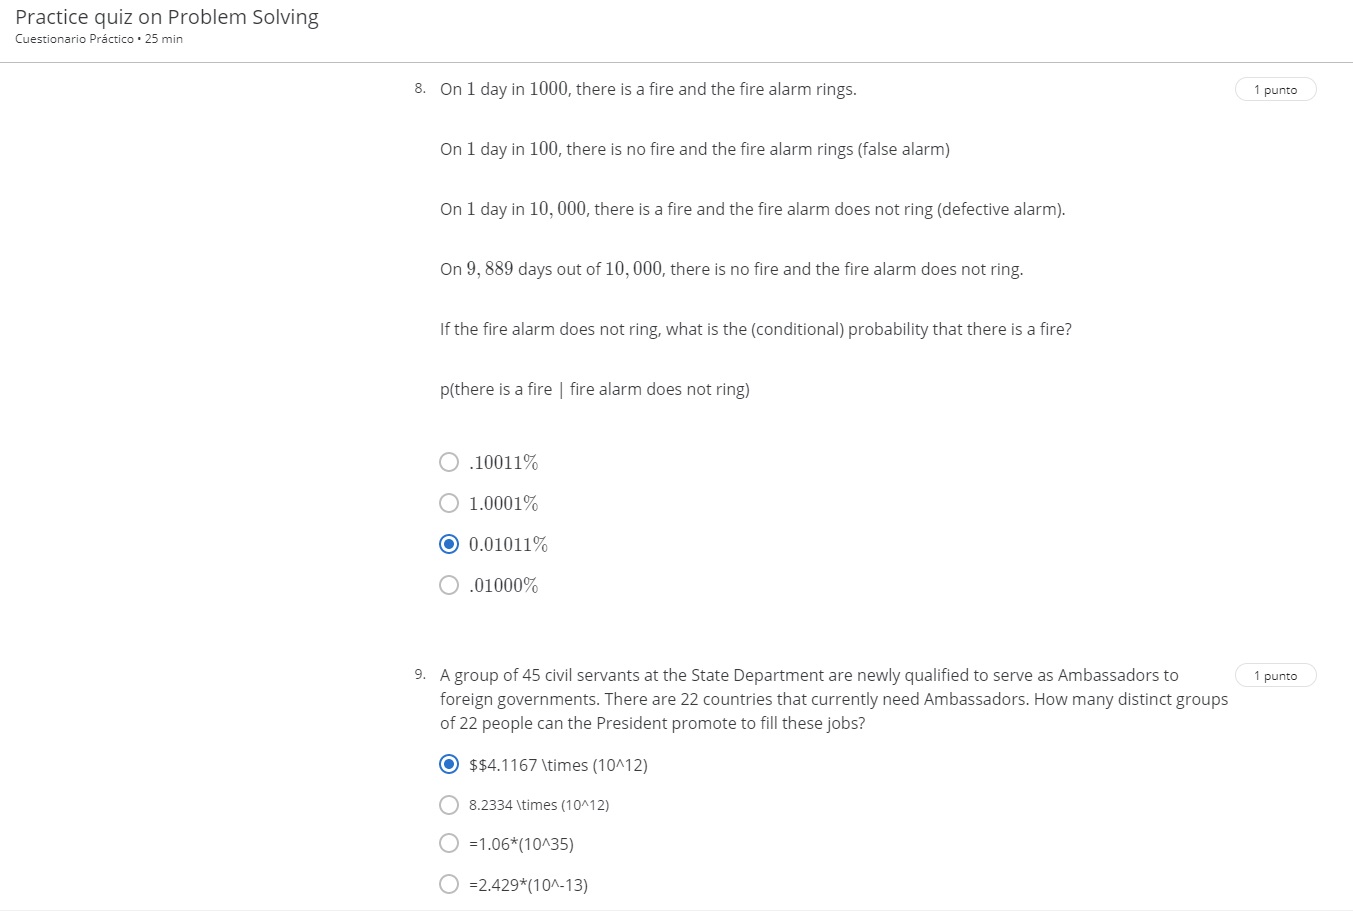 Practice quiz on Problem Solving
Cuestionario Práctico • 25 min
8. On 1 day in 1000, there is a fire and the fire alarm rings.
1 punto
On 1 day in 100, there is no fire and the fire alarm rings (false alarm)
On 1 day in 10,000, there is a fire and the fire alarm does not ring (defective alarm).
On 9,889 days out of 10,000, there is no fire and the fire alarm does not ring.
If the fire alarm does not ring, what is the (conditional) probability that there is a fire?
p(there is a fire | fire alarm does not ring)
.10011%
1.0001%
0.01011%
.01000%
9. A group of 45 civil servants at the State Department are newly qualified to serve as Ambassadors to
1 punto
foreign governments. There are 22 countries that currently need Ambassadors. How many distinct groups
of 22 people can the President promote to fill these jobs?
$$4.1167 \times (10^12)
8.2334 \times (10^12)
=1.06*(10^35)
=2.429*(10^-13)